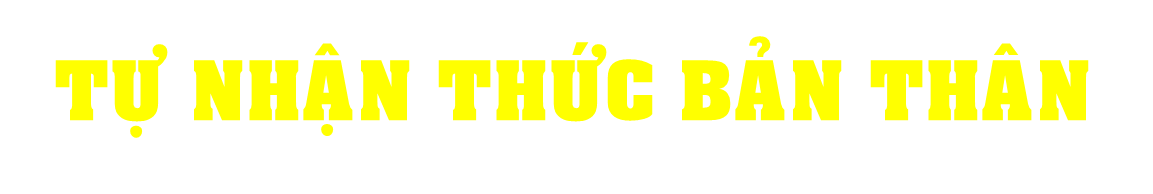 TỰ NHẬN THỨC BẢN THÂN